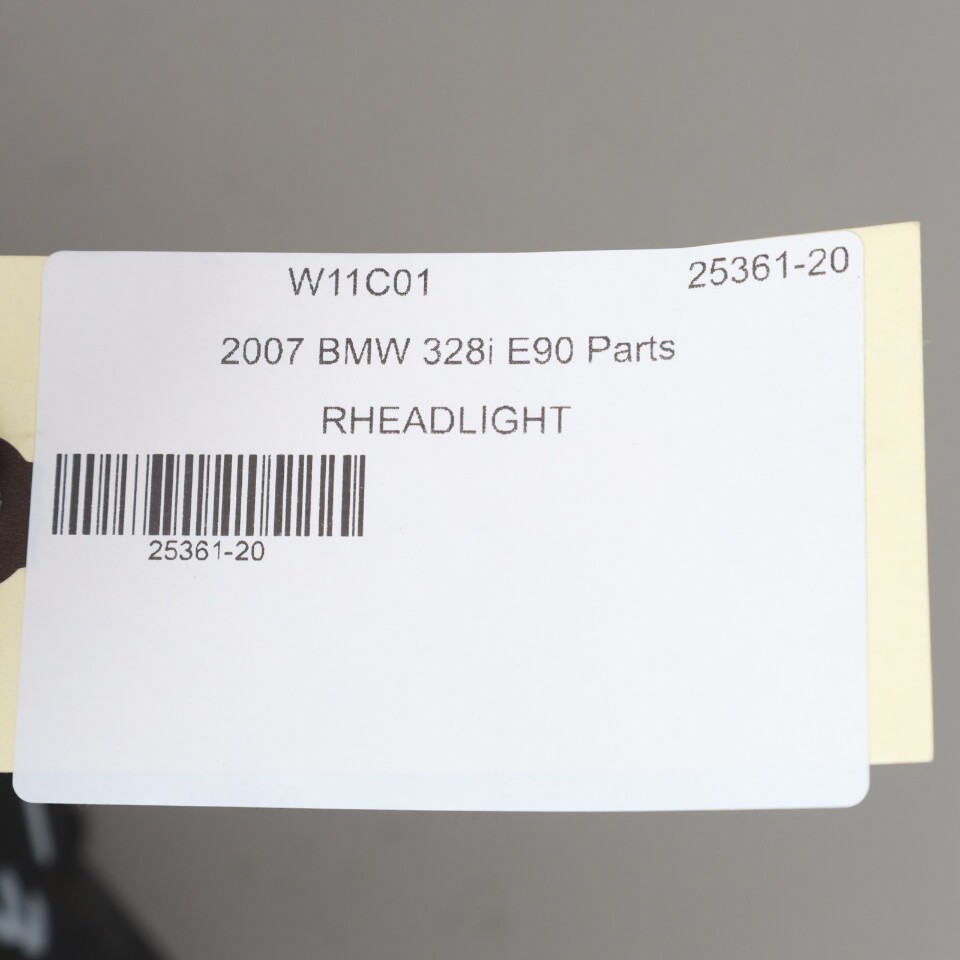 W11C01 25361-20
2007 BMW 328i E90 Parts
RHEADLIGHT
25361-20